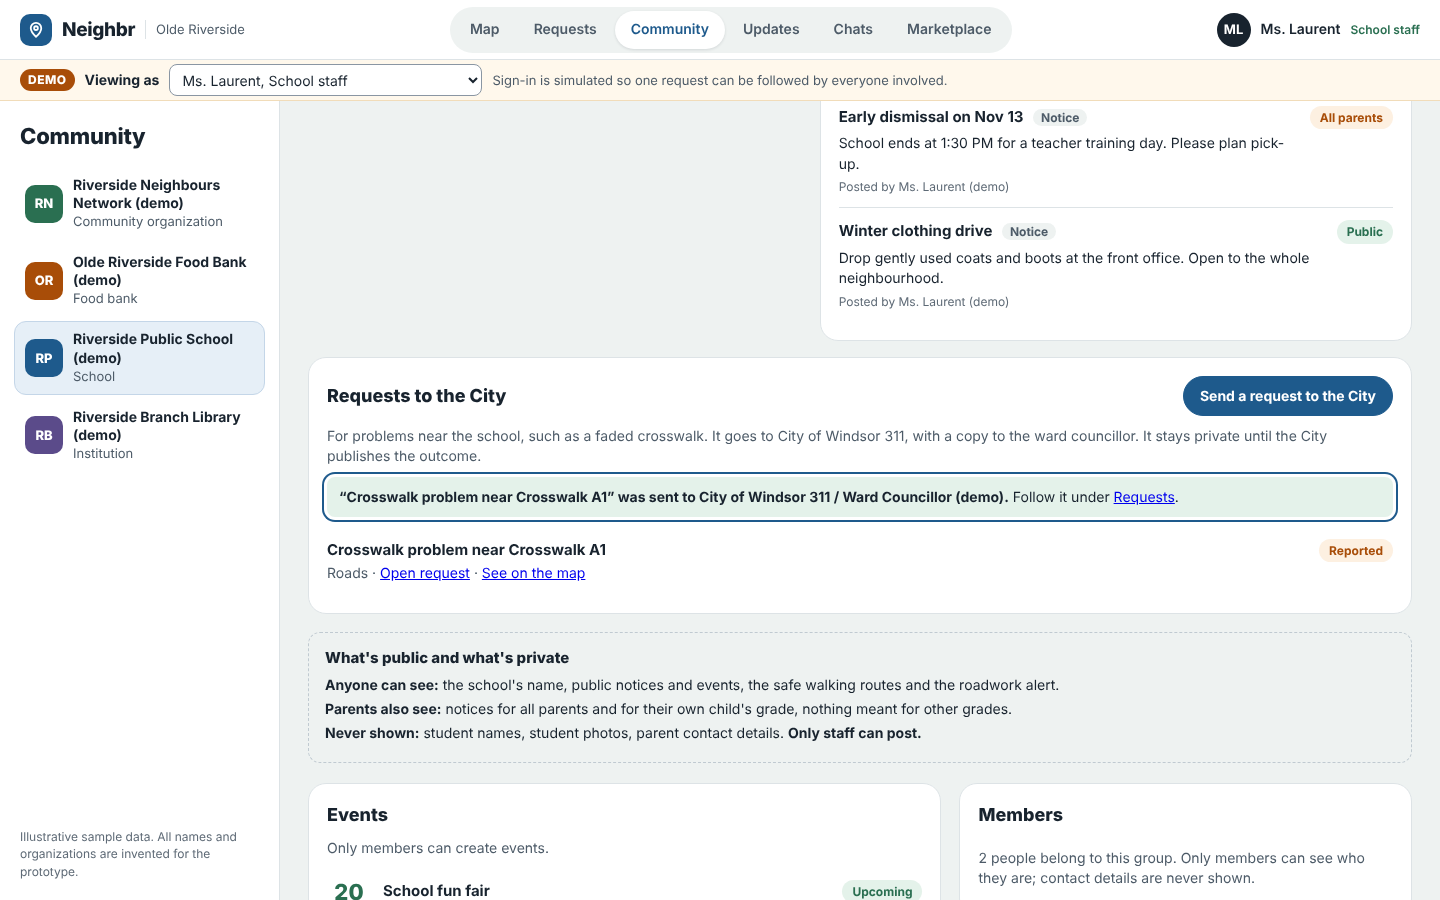 Neighbr
Olde Riverside
Map
Requests
Community
Updates
Chats
Marketplace
ML
Ms. Laurent
School staff
DEMO
Viewing as
Ms. Laurent, School staff
Sign-in is simulated so one request can be followed by everyone involved.
Community
RN
Riverside Neighbours
Network (demo)
Community organization
OR
Olde Riverside Food Bank
(demo)
Food bank
RP
Riverside Public School
(demo)
School
RB
Riverside Branch Library
(demo)
Institution
Illustrative sample data. All names and
organizations are invented for the
prototype.
Early dismissal on Nov 13
Notice
All parents
School ends at 1:30 PM for a teacher training day. Please plan pick-
up.
Posted by Ms. Laurent (demo)
Winter clothing drive
Notice
Public
Drop gently used coats and boots at the front office. Open to the whole
neighbourhood.
Posted by Ms. Laurent (demo)
Requests to the City
Send a request to the City
For problems near the school, such as a faded crosswalk. It goes to City of Windsor 311, with a copy to the ward councillor. It stays private until the City
publishes the outcome.
“Crosswalk problem near Crosswalk A1” was sent to City of Windsor 311 / Ward Councillor (demo). Follow it under Requests.
Crosswalk problem near Crosswalk A1
Reported
Roads · Open request · See on the map
What's public and what's private
Anyone can see: the school's name, public notices and events, the safe walking routes and the roadwork alert.
Parents also see: notices for all parents and for their own child's grade, nothing meant for other grades.
Never shown: student names, student photos, parent contact details. Only staff can post.
Events
Only members can create events.
20
School fun fair
Upcoming
Members
2 people belong to this group. Only members can see who
they are; contact details are never shown.